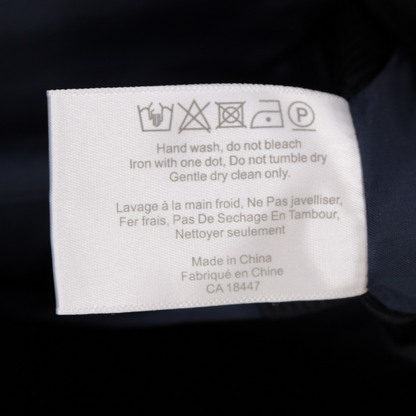 P
Hand wash, do not bleach
Iron with one dot, Do not tumble dry
Gentle dry clean only.
Lavage à la main froid, Ne Pas javelliser,
Fer frais, Pas De Sechage En Tambour,
Nettoyer seulement
Made in China
Fabriqué en Chine
CA 18447